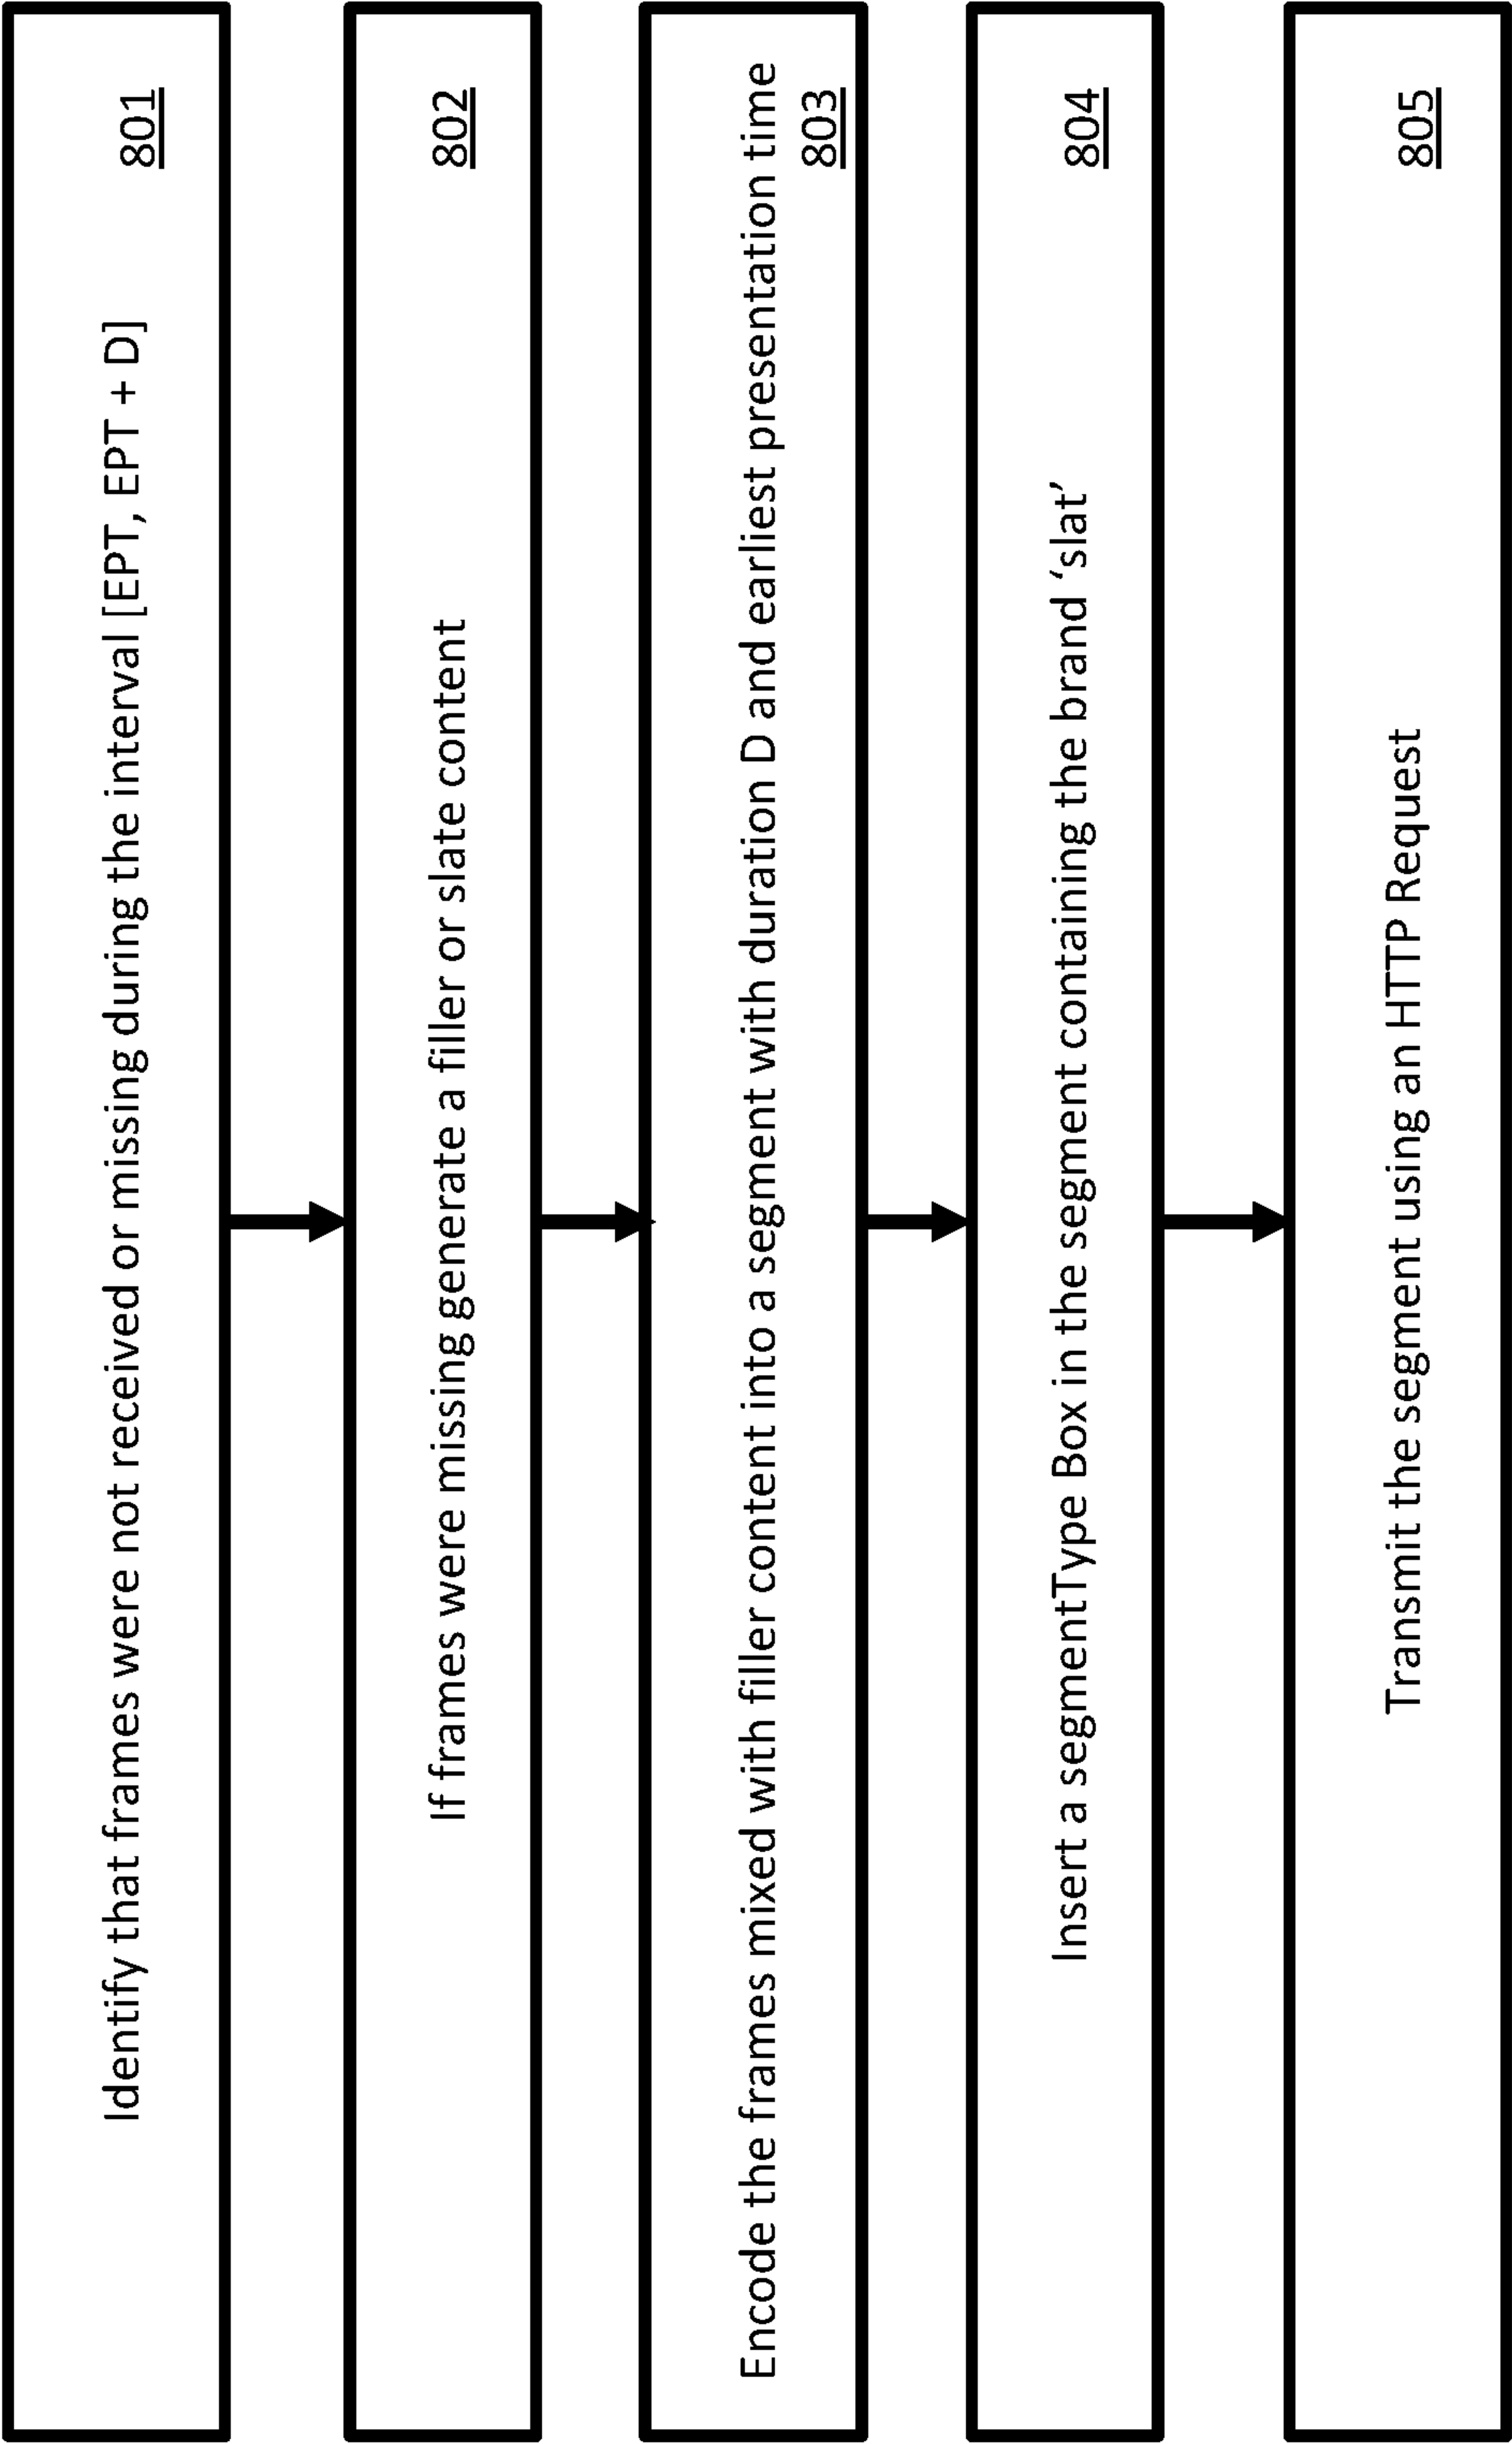 Identify that frames were not received or missing during the interval [EPT, EPT + D]
801
If frames were missing generate a filler or slate content
802
Encode the frames mixed with filler content into a segment with duration D and earliest presentation time
803
Insert a segmentType Box in the segment containing the brand ‘slat’
804
Transmit the segment using an HTTP Request
805